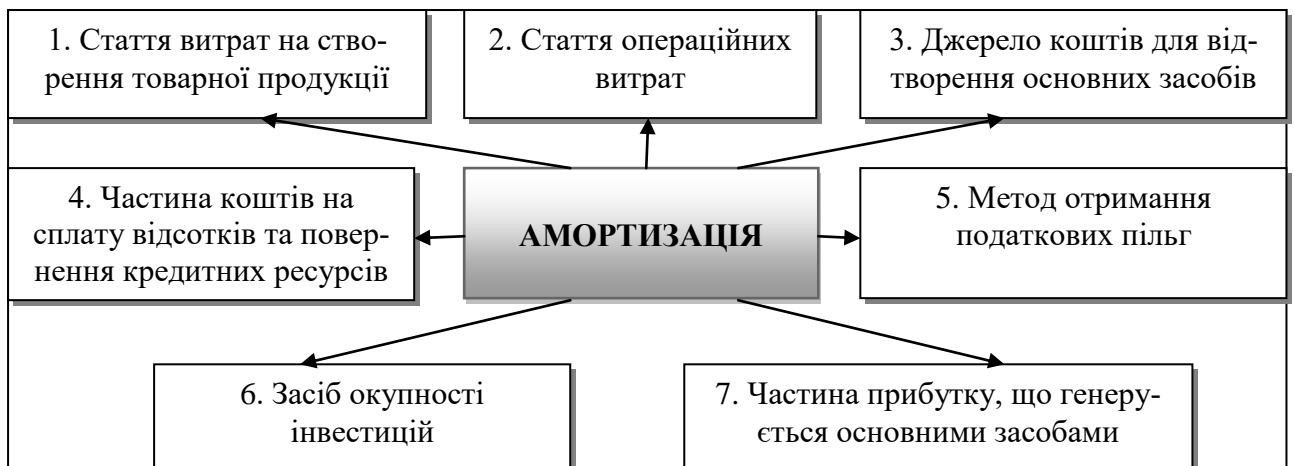 1. Стаття витрат на ство-
рення товарної продукції
2. Стаття операційних
витрат
3. Джерело коштів для від-
творення основних засобів
4. Частина коштів на
сплату відсотків та повер-
нення кредитних ресурсів
АМОРТИЗАЦІЯ
5. Метод отримання
податкових пільг
6. Засіб окупності
інвестицій
7. Частина прибутку, що генеру-
ється основними засобами